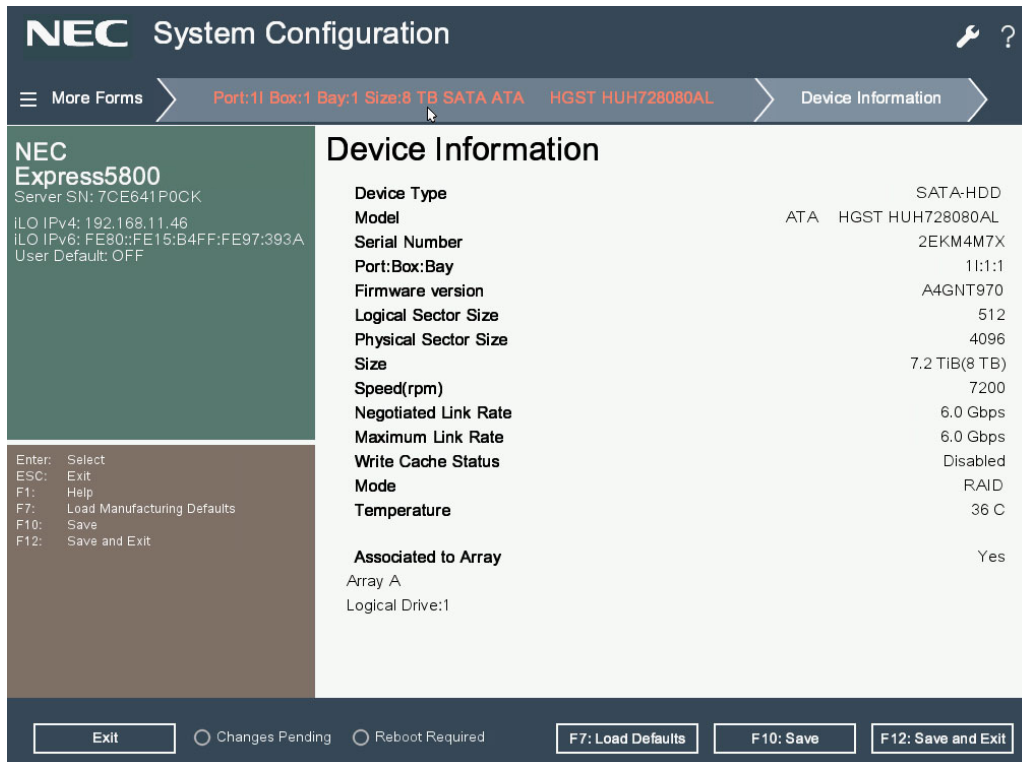 NEC System Configuration ?
More Forms Port:1I Box:1 Bay:1 Size:8 TB SATA ATA HGST HUH728080AL Device Information
NEC
Express5800
Server SN: 7CE641P0CK
iLO IPv4: 192.168.11.46
iLO IPv6: FE80::FE15:B4FF:FE97:393A
User Default: OFF
Enter: Select
ESC: Exit
F1: Help
F7: Load Manufacturing Defaults
F10: Save
F12: Save and Exit
Device Information
Device Type SATA-HDD
Model ATA HGST HUH728080AL
Serial Number 2EKM4M7X
Port:Box:Bay 1I:1:1
Firmware version A4GNT970
Logical Sector Size 512
Physical Sector Size 4096
Size 7.2 TiB(8 TB)
Speed(rpm) 7200
Negotiated Link Rate 6.0 Gbps
Maximum Link Rate 6.0 Gbps
Write Cache Status Disabled
Mode RAID
Temperature 36 C
Associated to Array Yes
Array A
Logical Drive:1
Exit Changes Pending Reboot Required F7: Load Defaults F10: Save F12: Save and Exit